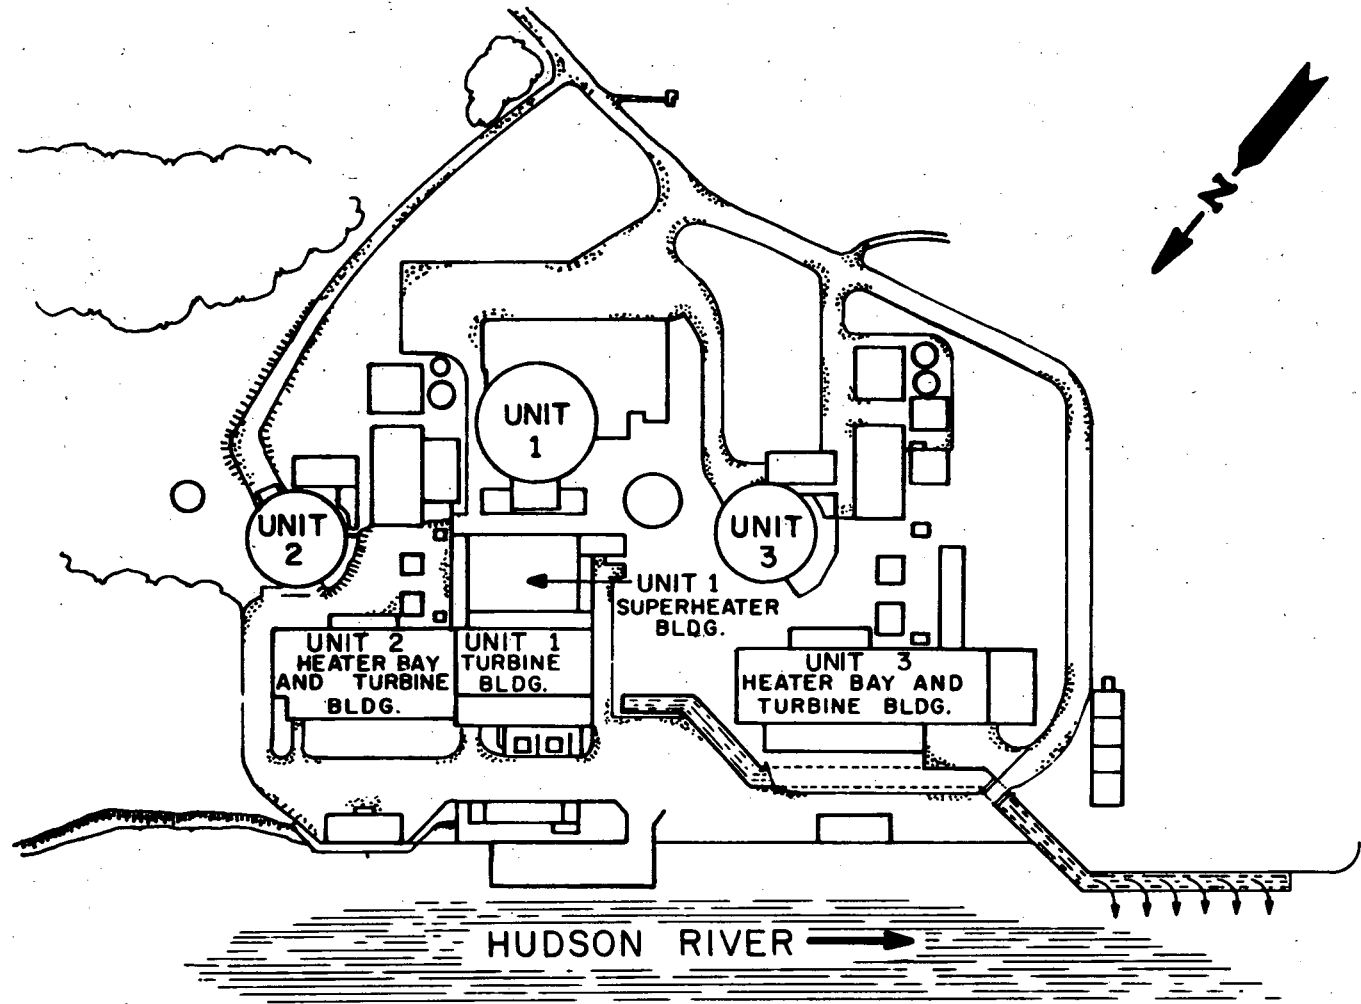 N
UNIT
1
UNIT
2
UNIT
3
UNIT 1
SUPERHEATER
BLDG.
UNIT 2
HEATER BAY
AND TURBINE
BLDG.
UNIT 1
TURBINE
BLDG.
UNIT 3
HEATER BAY AND
TURBINE BLDG.
HUDSON RIVER